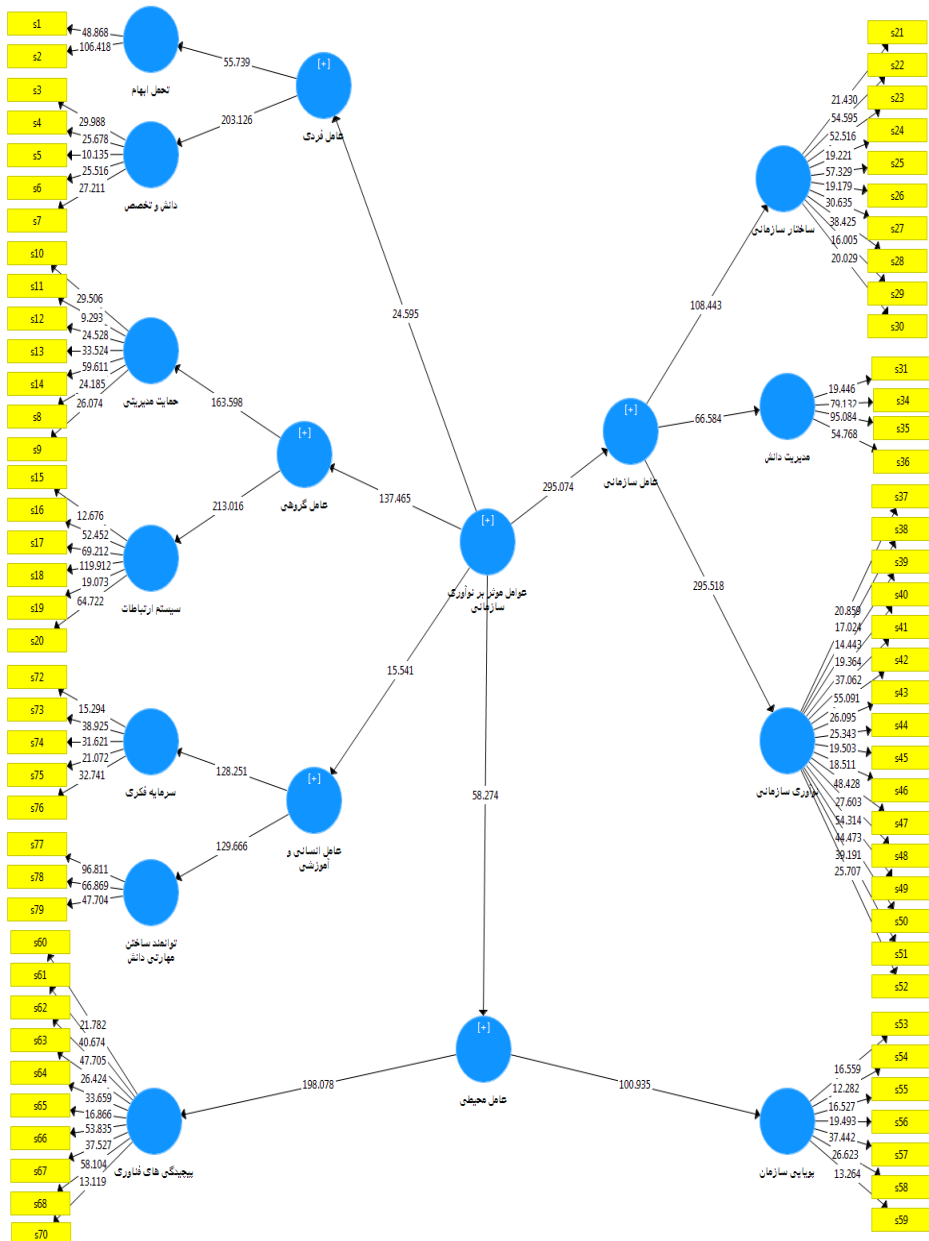 s1
s2
48.868
106.418
تحمل ابهام
s3
s4
s5
s6
s7
29.988
25.678
10.135
25.516
27.211
دانش و تخصص
55.739
203.126
[+]
عامل فردی
s10
s11
s12
s13
s14
s8
s9
29.506
9.293
24.528
33.524
59.611
24.185
26.074
حمایت مدیریتی
s15
s16
s17
s18
s19
s20
12.676
52.452
69.212
119.912
19.073
64.722
سیستم ارتباطات
163.598
213.016
[+]
عامل گروهی
s72
s73
s74
s75
s76
15.294
38.925
31.621
21.072
32.741
سرمایه فکری
s77
s78
s79
96.811
66.869
47.704
توانمند ساختن
مهارتی دانش
128.251
129.666
[+]
عامل انسانی و
آموزشی
s60
s61
s62
s63
s64
s65
s66
s67
s68
s70
21.782
40.674
47.705
26.424
33.659
16.866
53.835
37.527
58.104
13.119
پیچیدگی های فناوری
198.078
100.935
[+]
عامل محیطی
24.595
137.465
295.074
15.541
58.274
[+]
عوامل موثر بر نوآوری
سازمانی
108.443
66.584
295.518
[+]
عامل سازمانی
s21
s22
s23
s24
s25
s26
s27
s28
s29
s30
21.430
54.595
52.516
19.221
57.329
19.179
30.635
38.425
16.005
20.029
ساختار سازمانی
s31
s34
s35
s36
19.446
79.132
95.084
54.768
مدیریت دانش
s37
s38
s39
s40
s41
s42
s43
s44
s45
s46
s47
s48
s49
s50
s51
s52
20.859
17.024
14.443
19.364
37.062
55.091
26.095
25.343
19.503
18.511
48.428
27.603
54.314
44.473
39.191
25.707
نوآوری سازمانی
s53
s54
s55
s56
s57
s58
s59
16.559
12.282
16.527
19.493
37.442
26.623
13.264
پویایی سازمان